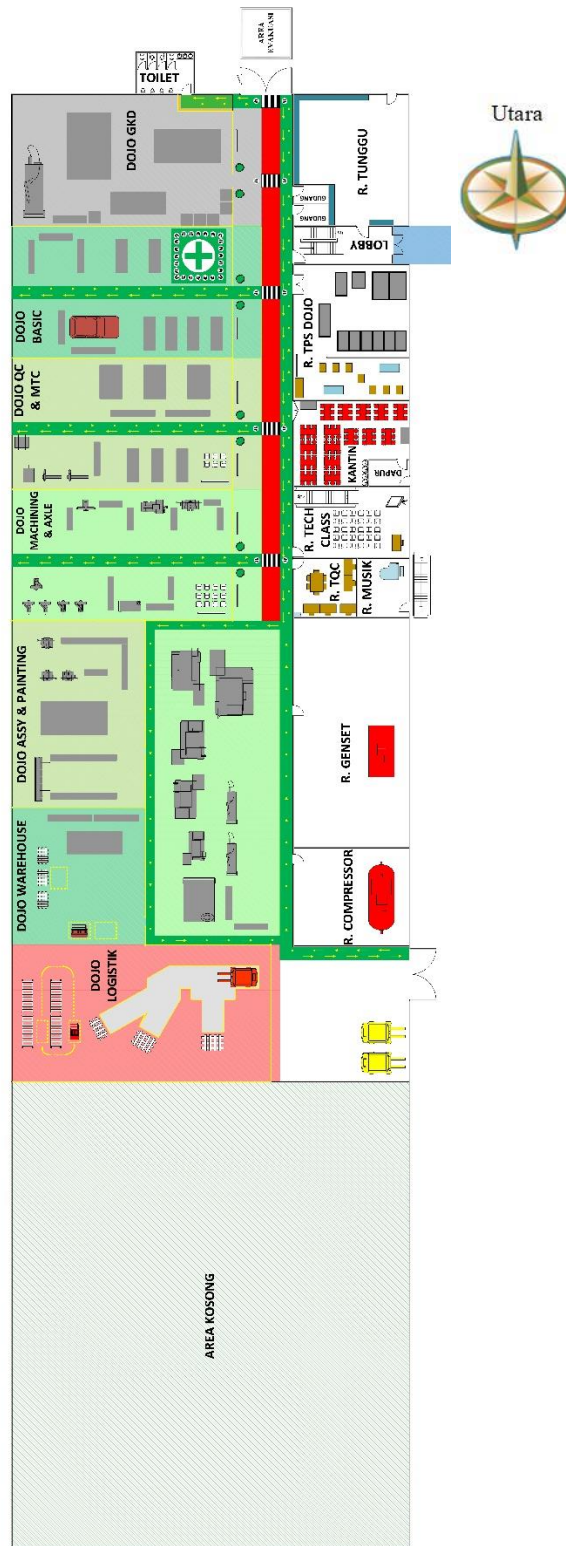 AREA
EVAKUASI
TOILET
Utara
DOJO GKD
R. TUNGGU
GUDANG
GUDANG
LOBBY
DOJO
BASIC
R. TPS DOJO
DOJO QC
& MTC
KANTIN
DAPUR
DOJO
MACHINING & AXLE
R. TECH
CLASS
R. TQC
R. MUSIK
DOJO ASSY & PAINTING
R. GENSET
DOJO WAREHOUSE
R. COMPRESSOR
DOJO
LOGISTIK
AREA KOSONG